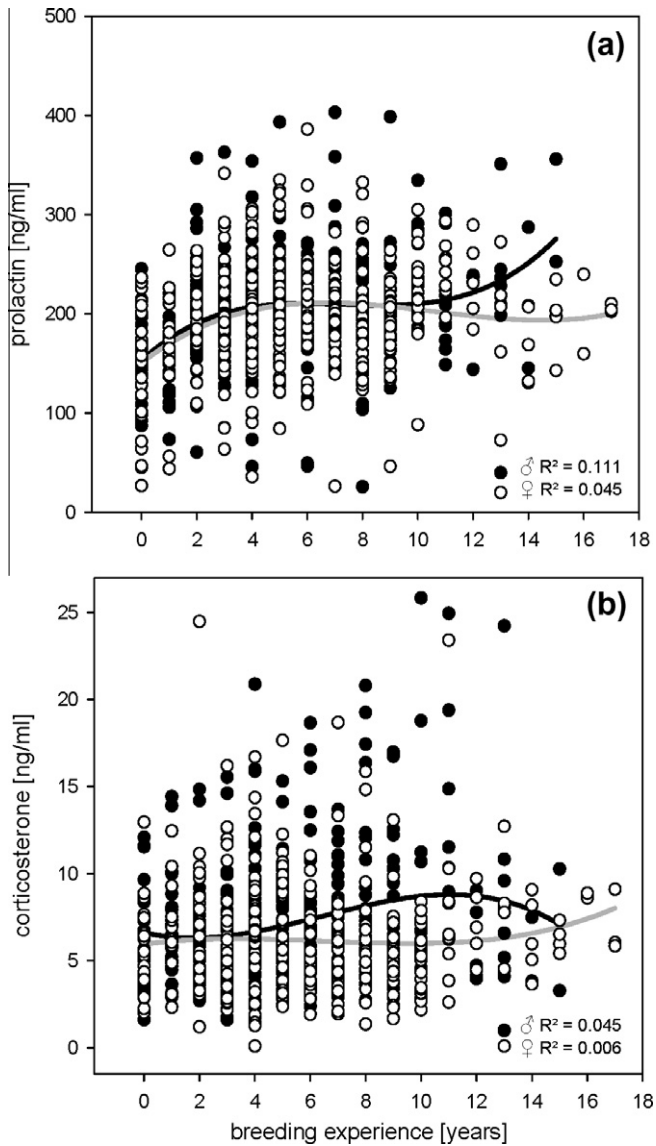 (a)
500
400
300
200
100
0
prolactin [ng/ml]
♂ R² = 0.111
♀ R² = 0.045
0 2 4 6 8 10 12 14 16 18
(b)
25
20
15
10
5
0
corticosterone [ng/ml]
♂ R² = 0.045
♀ R² = 0.006
0 2 4 6 8 10 12 14 16 18
breeding experience [years]